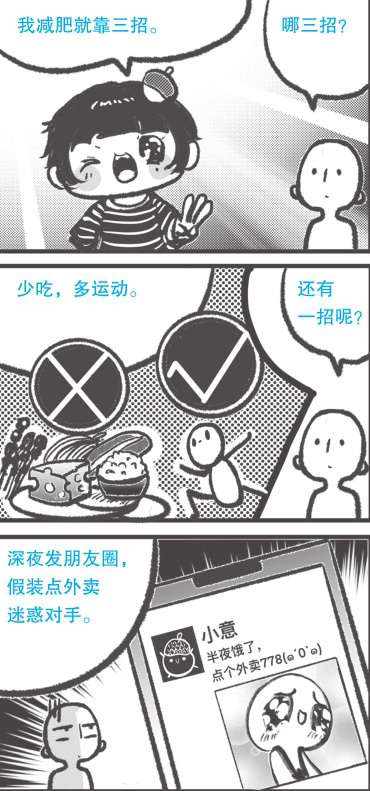 我减肥就靠三招。
哪三招?
少吃，多运动。
还有
一招呢?
深夜发朋友圈，
假装点外卖
迷惑对手。
小意
半夜饿了，
点个外卖778(๑˙0˙๑)